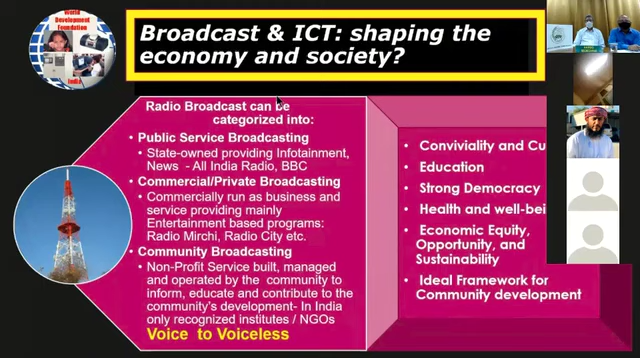 World
Development
Foundation
India
Broadcast & ICT: shaping the
economy and society?
Radio Broadcast can be
categorized into:
• Public Service Broadcasting
• State-owned providing Infotainment,
News - All India Radio, BBC
• Commercial/Private Broadcasting
• Commercially run as business and
service providing mainly
Entertainment based programs:
Radio Mirchi, Radio City etc.
• Community Broadcasting
• Non-Profit Service built, managed
and operated by the community to
inform, educate and contribute to the
community's development- In India
only recognized institutes / NGOs
Voice to Voiceless
• Conviviality and Cu
• Education
• Strong Democracy
• Health and well-bei
• Economic Equity,
Opportunity, and
Sustainability
• Ideal Framework for
Community development